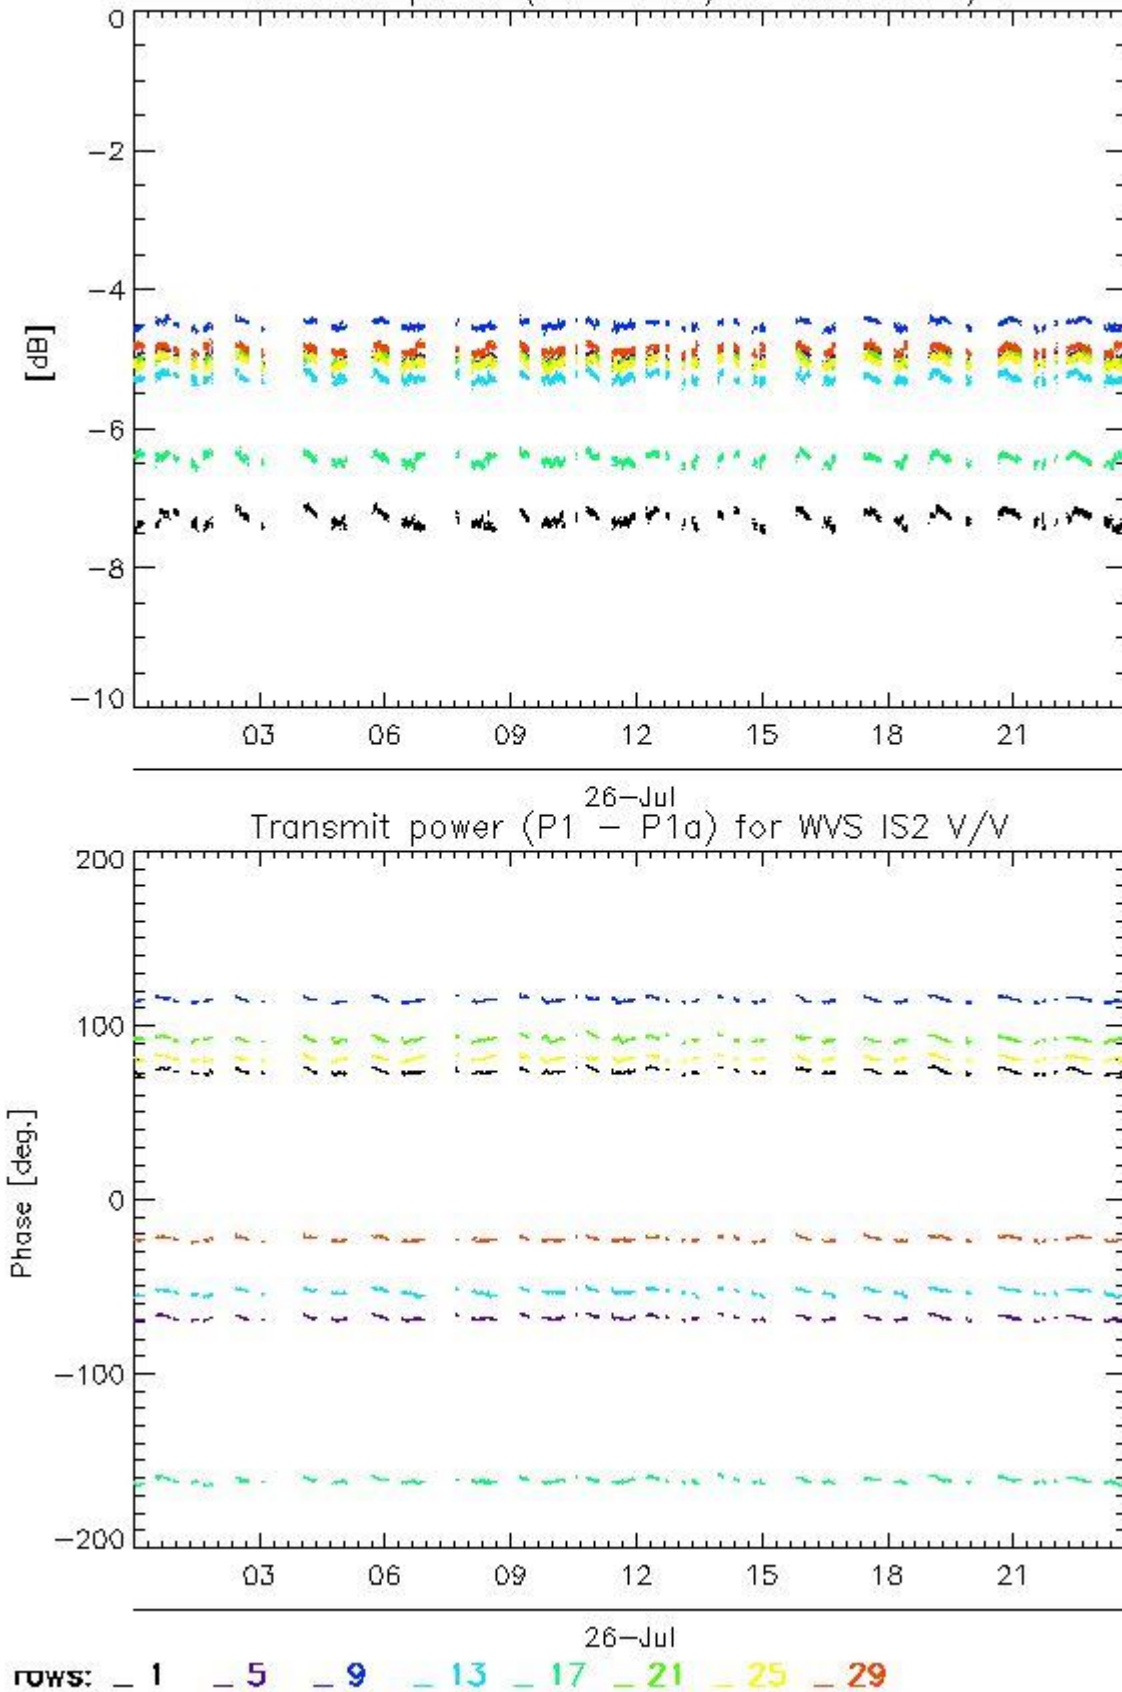 0
-2
-4
[dB]
-6
-8
-10
03 06 09 12 15 18 21
26-Jul
Transmit power (P1 - P1a) for WVS IS2 V/V
200
100
Phase [deg.]
0
-100
-200
03 06 09 12 15 18 21
26-Jul
rows: _ 1 _ 5 _ 9 _ 13 _ 17 _ 21 _ 25 _ 29